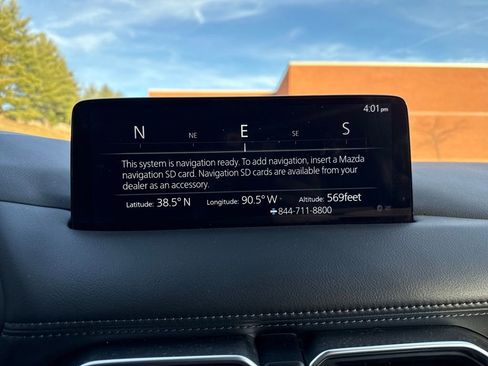 4:01 pm
N NE E SE S
This system is navigation ready. To add navigation, insert a Mazda
navigation SD card. Navigation SD cards are available from your
dealer as an accessory.
Latitude: 38.5° N Longitude: 90.5° W Altitude: 569feet
844-711-8800